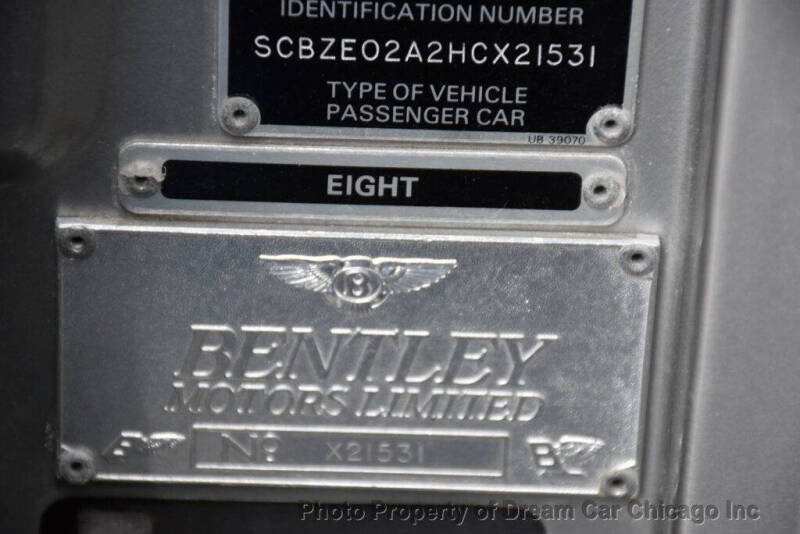 IDENTIFICATION NUMBER
SCBZE02A2HCX21531
TYPE OF VEHICLE
PASSENGER CAR
UB 39070
EIGHT
B
BENTLEY
MOTORS LIMITED
B Nº X21531 B
Photo Property of Dream Car Chicago Inc